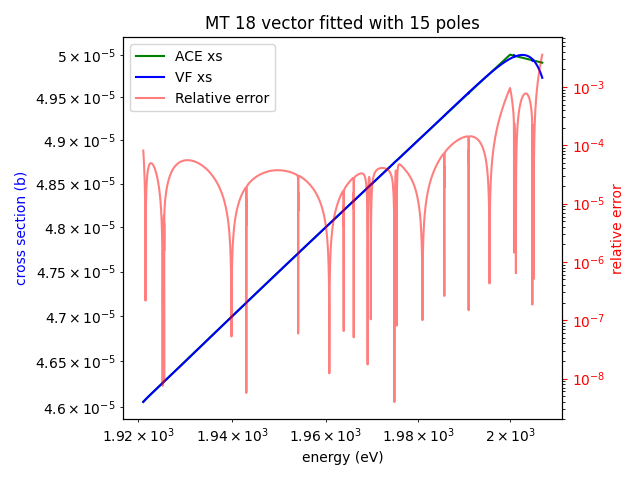 MT 18 vector fitted with 15 poles
ACE xs
VF xs
Relative error
5 × 10⁻⁵
4.95 × 10⁻⁵
4.9 × 10⁻⁵
4.85 × 10⁻⁵
4.8 × 10⁻⁵
4.75 × 10⁻⁵
4.7 × 10⁻⁵
4.65 × 10⁻⁵
4.6 × 10⁻⁵
cross section (b)
10⁻³
10⁻⁴
10⁻⁵
10⁻⁶
10⁻⁷
10⁻⁸
relative error
1.92 × 10³ 1.94 × 10³ 1.96 × 10³ 1.98 × 10³ 2 × 10³
energy (eV)